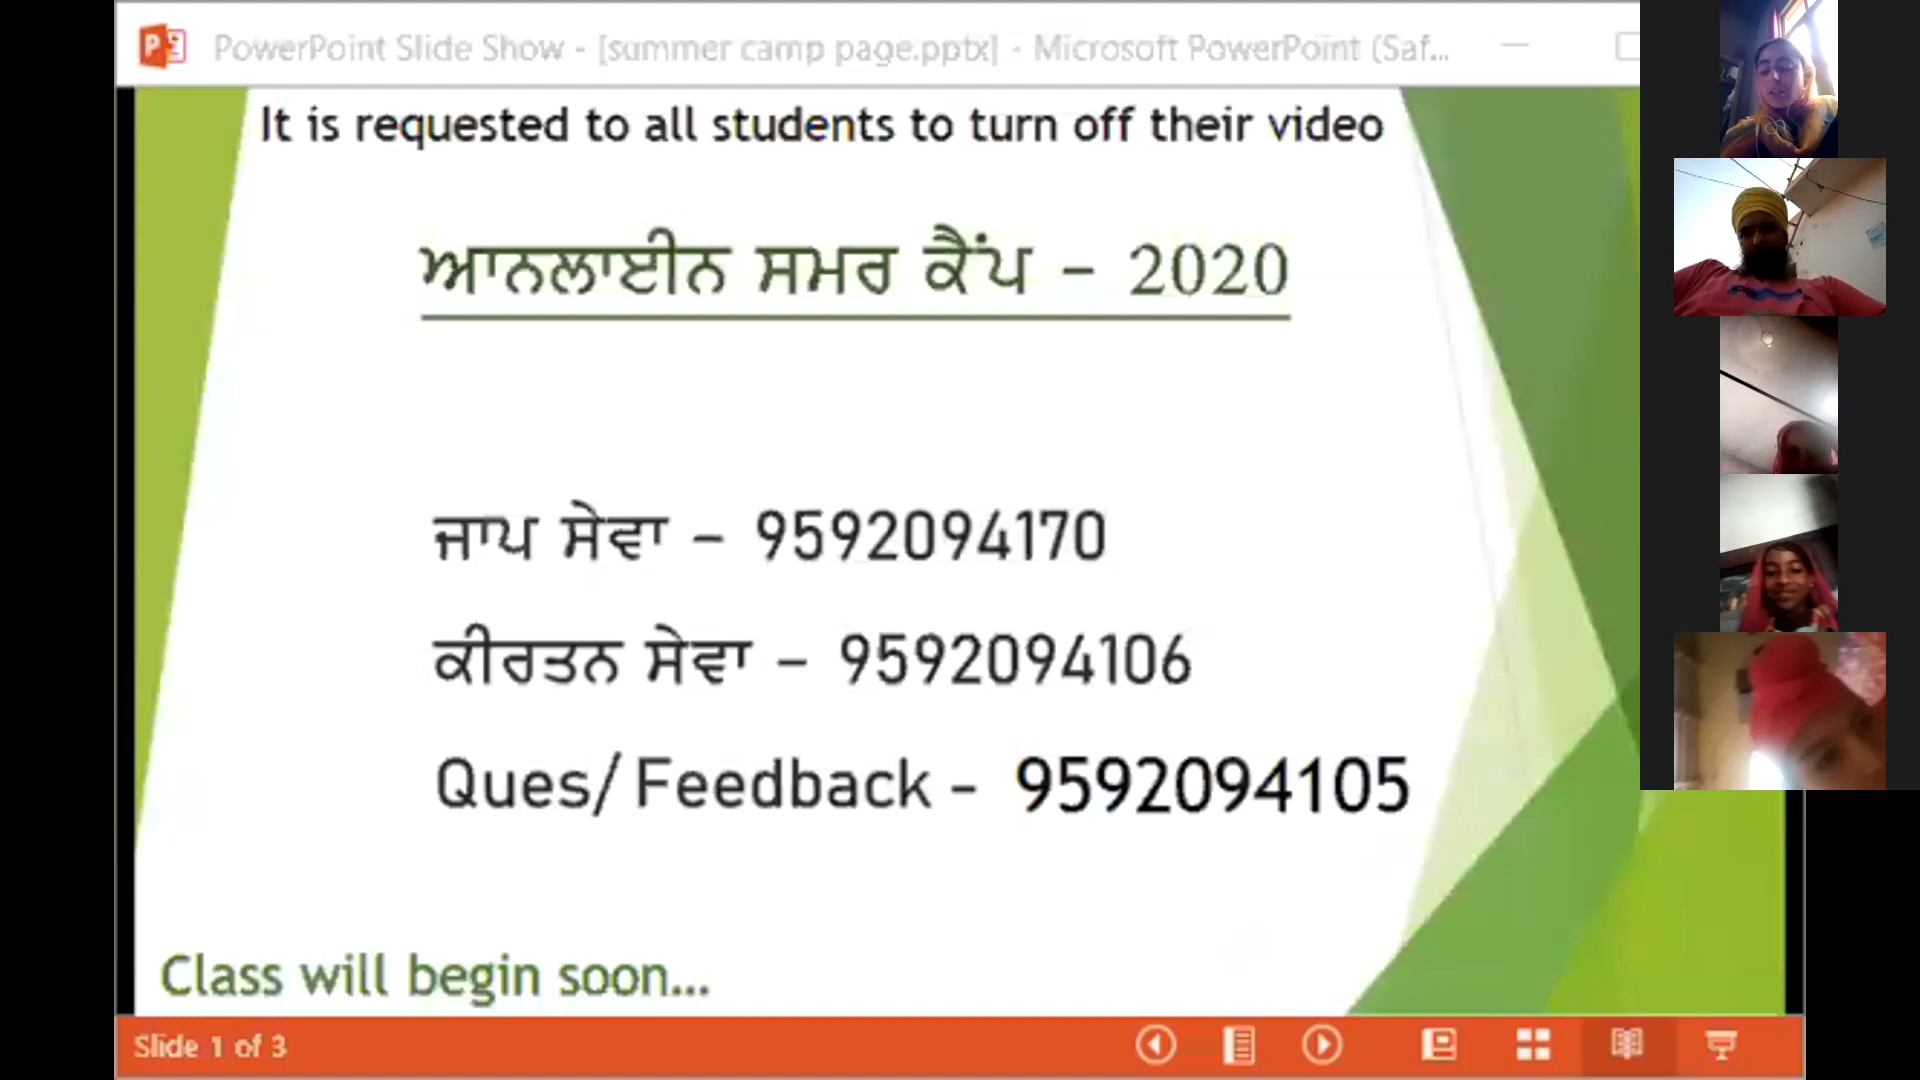 PowerPoint Slide Show - [summer camp page.pptx] - Microsoft PowerPoint (Saf...
It is requested to all students to turn off their video
ਆਨਲਾਈਨ ਸਮਰ ਕੈਂਪ – 2020
ਜਾਪ ਸੇਵਾ – 9592094170
ਕੀਰਤਨ ਸੇਵਾ – 9592094106
Ques/ Feedback – 9592094105
Class will begin soon...
Slide 1 of 3